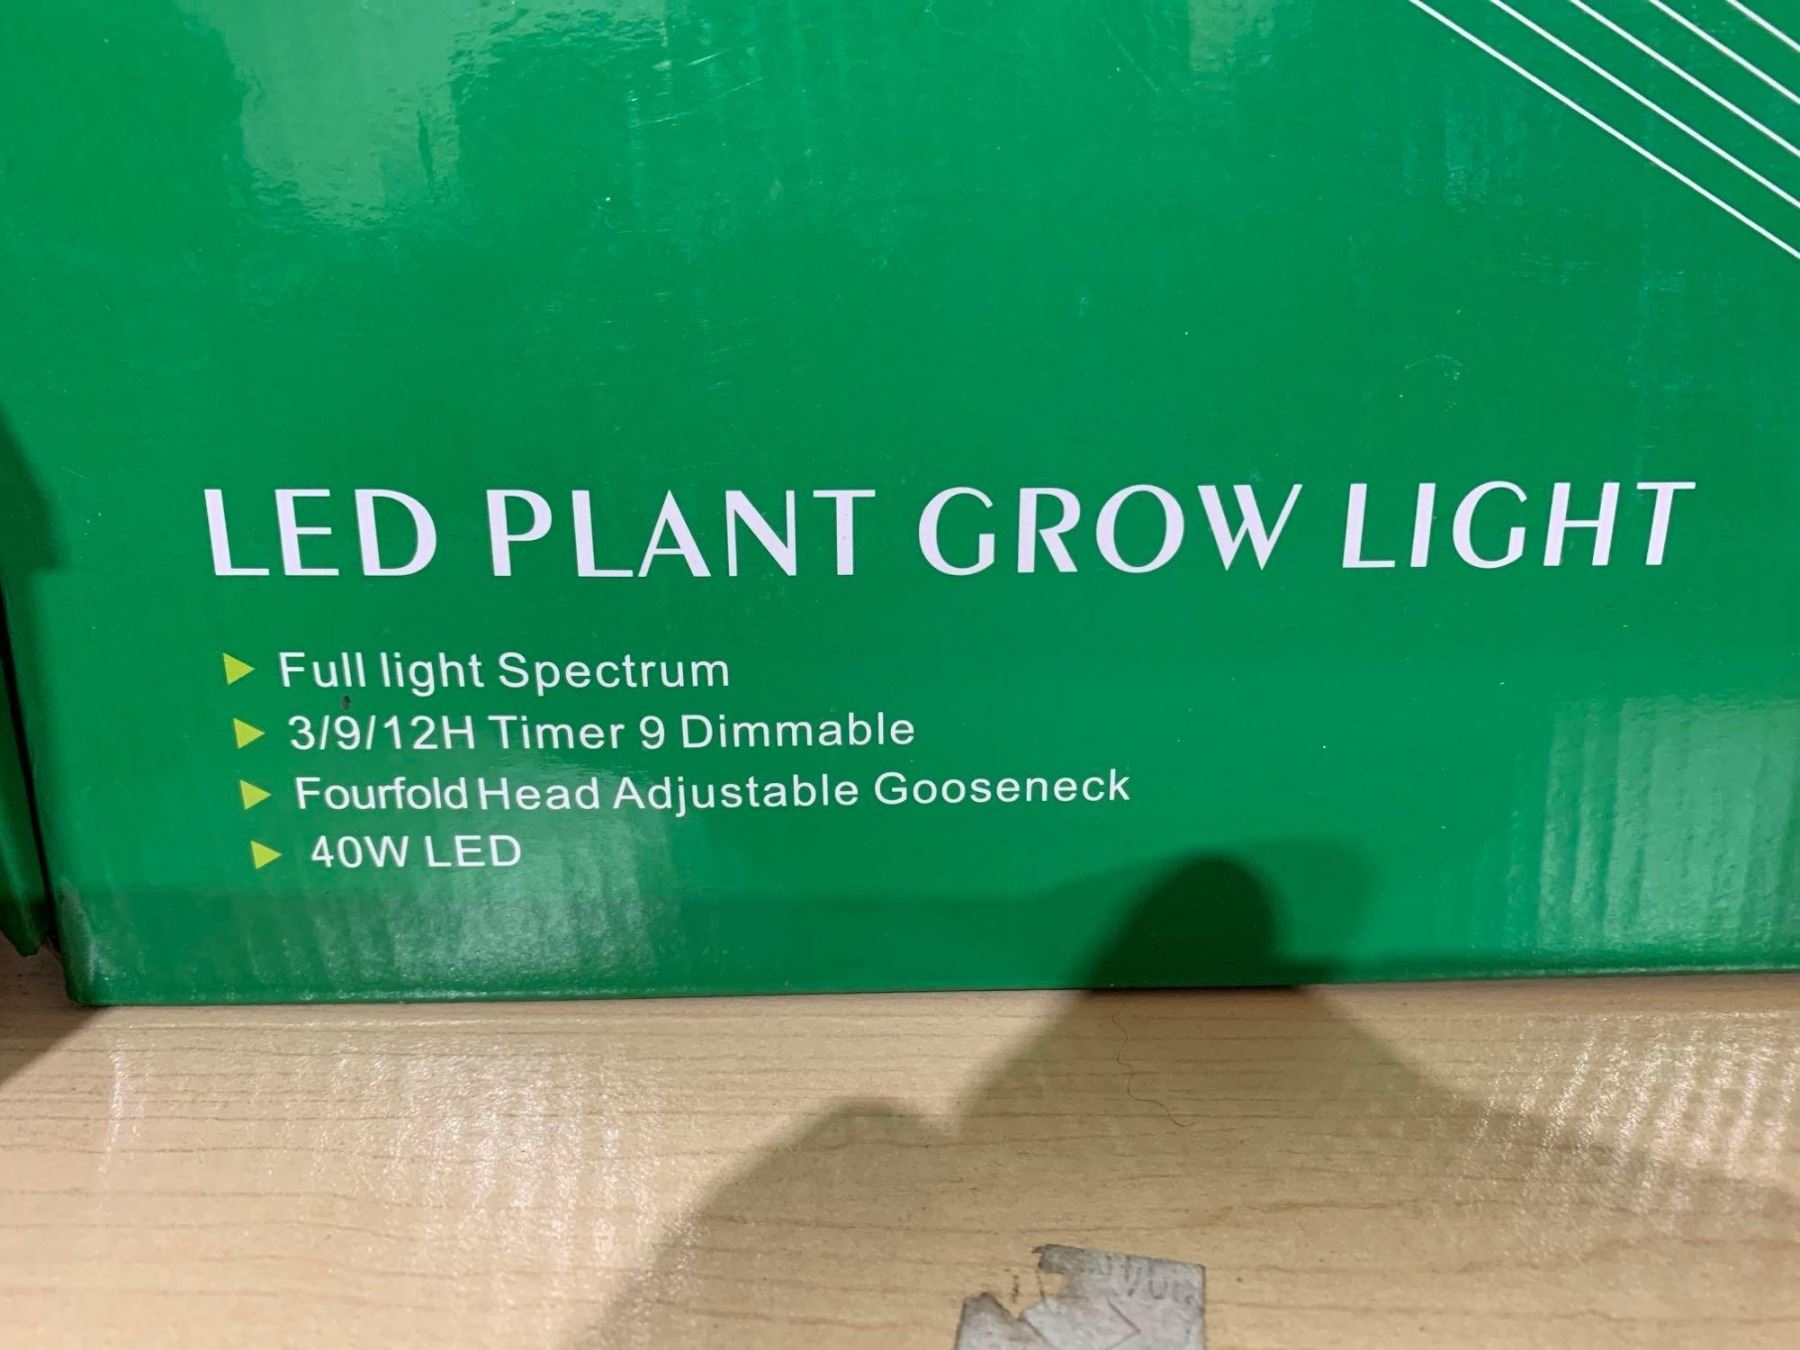 LED PLANT GROW LIGHT
Full light Spectrum
3/9/12H Timer 9 Dimmable
Fourfold Head Adjustable Gooseneck
40W LED